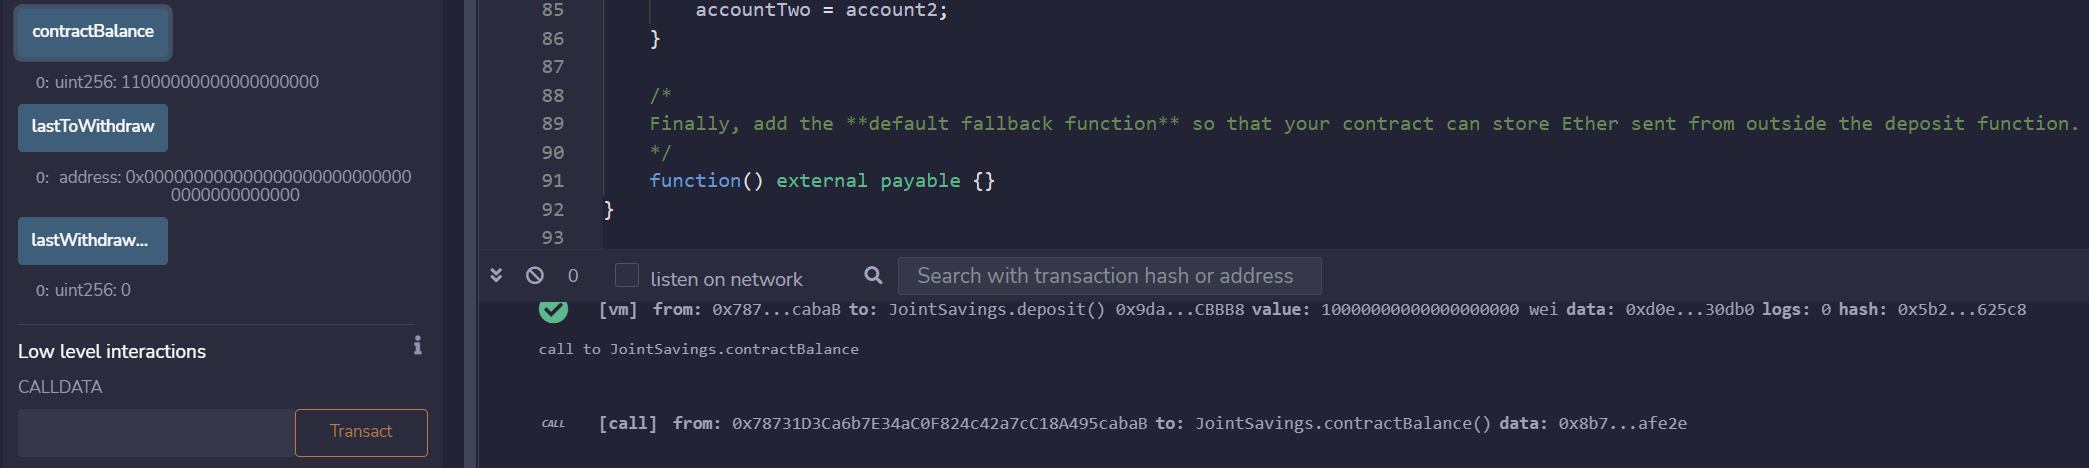 contractBalance
0: uint256: 11000000000000000000
lastToWithdraw
0: address: 0x000000000000000000000000000
0000000000000
lastWithdraw...
0: uint256: 0
Low level interactions
CALLDATA
Transact
85 accountTwo = account2;
86 }
87
88 /*
89 Finally, add the **default fallback function** so that your contract can store Ether sent from outside the deposit function.
90 */
91 function() external payable {}
92 }
93
0 listen on network Search with transaction hash or address
[vm] from: 0x787...cabaB to: JointSavings.deposit() 0x9da...CBBB8 value: 10000000000000000000 wei data: 0xd0e...30db0 logs: 0 hash: 0x5b2...625c8
call to JointSavings.contractBalance
CALL [call] from: 0x78731D3Ca6b7E34aC0F824c42a7cC18A495cabaB to: JointSavings.contractBalance() data: 0x8b7...afe2e